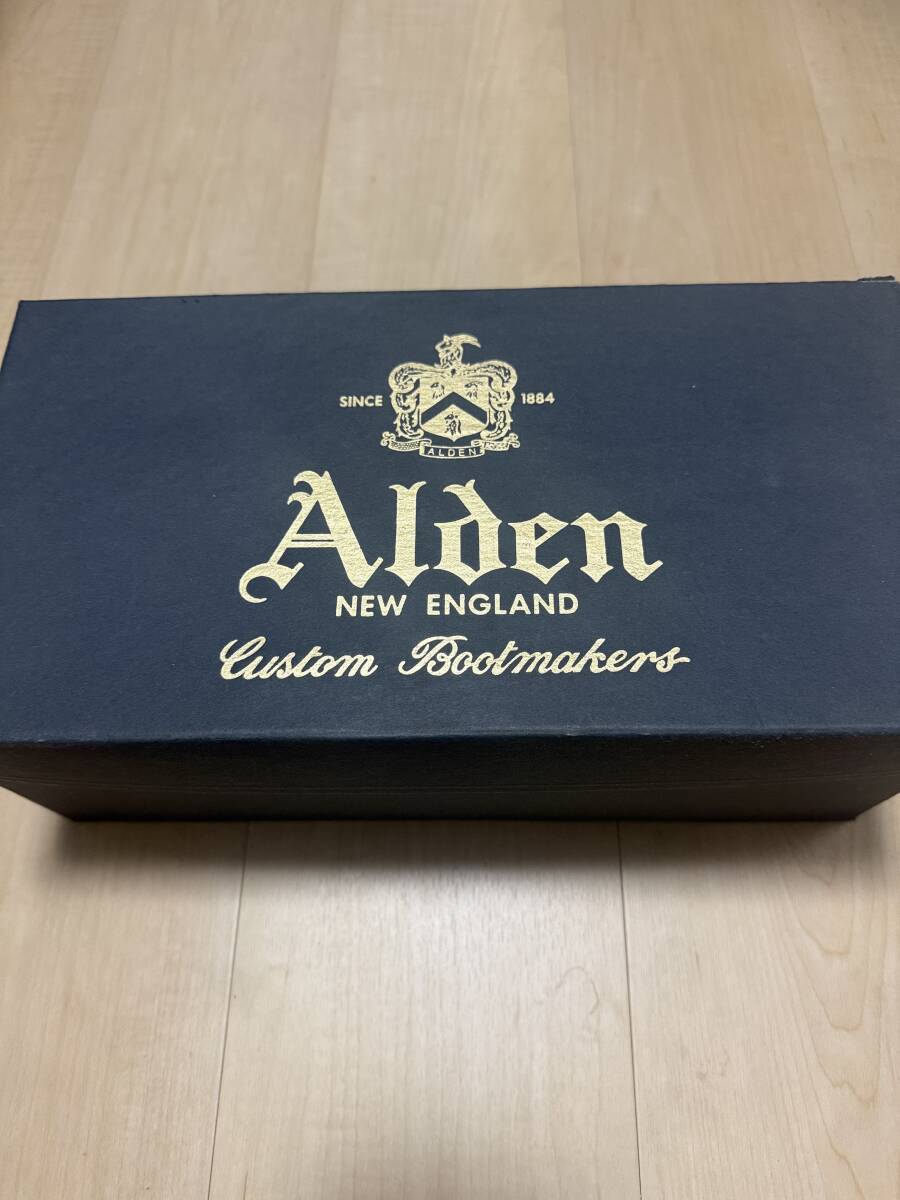 SINCE 1884
ALDEN
Alden
NEW ENGLAND
Custom Bootmakers